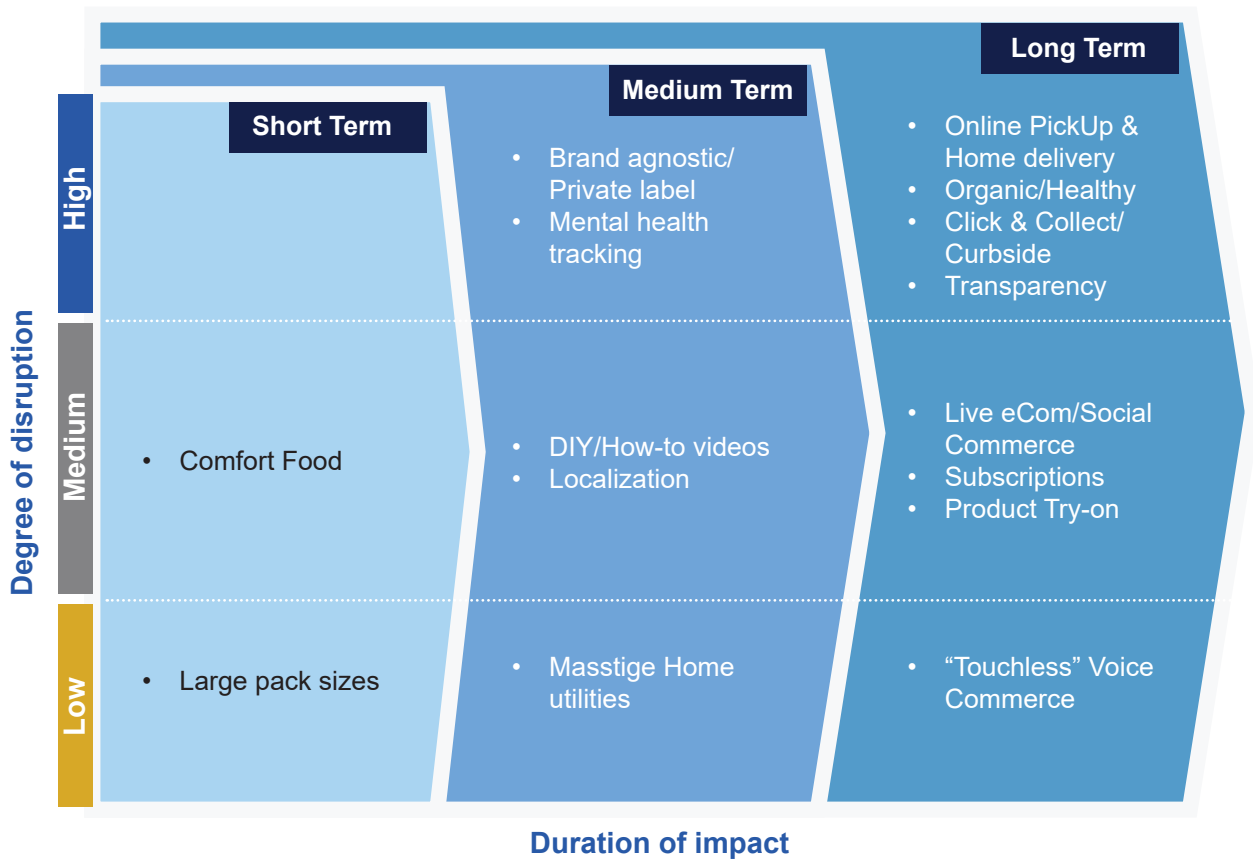 Long Term
Medium Term
Short Term
High
• Brand agnostic/
Private label
• Mental health
tracking
• Online PickUp &
Home delivery
• Organic/Healthy
• Click & Collect/
Curbside
• Transparency
Degree of disruption
Medium
• Comfort Food
• DIY/How-to videos
• Localization
• Live eCom/Social
Commerce
• Subscriptions
• Product Try-on
Low
• Large pack sizes
• Masstige Home
utilities
• “Touchless” Voice
Commerce
Duration of impact